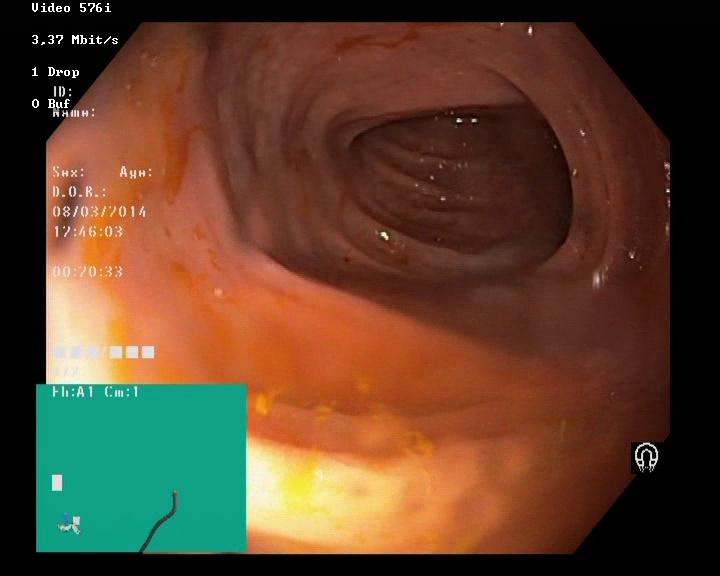 Video 576i
3,37 Mbit/s
1 Drop
ID:
0 Buf
Name:
Sex: Age:
D.O.R.:
08/03/2014
12:46:03
00:20:33
Eh:A1 Cm:1